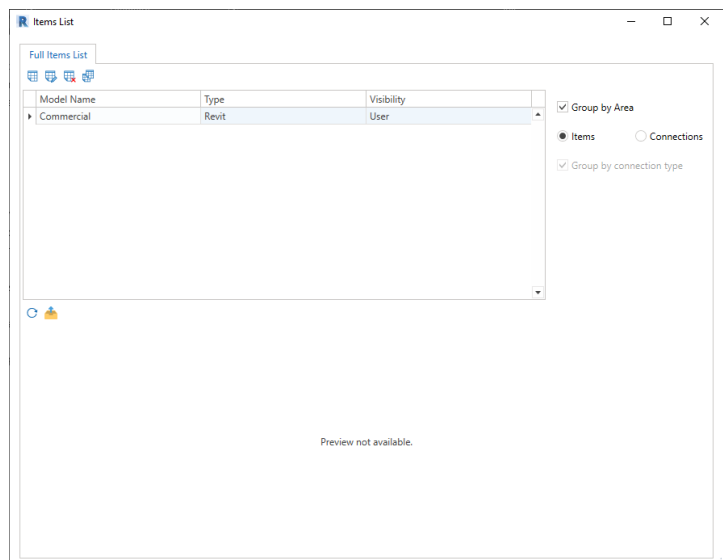 Items List
Full Items List
Model Name Type Visibility
Commercial Revit User
Group by Area
Items Connections
Group by connection type
Preview not available.